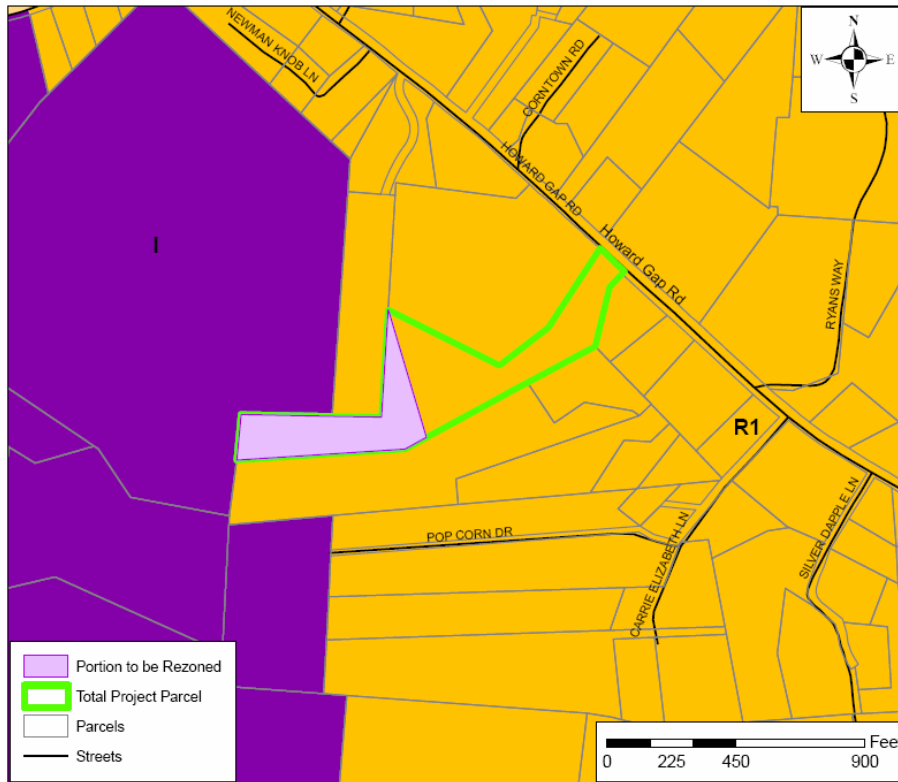 NEWMAN KNOB LN
CORNTOWN RD
N
W
E
S
HOWARD GAP RD
Howard Gap Rd
I
RYANS WAY
R1
POP CORN DR
CARRIE ELIZABETH LN
SILVER DAPPLE LN
Portion to be Rezoned
Total Project Parcel
Parcels
Streets
Fee
0 225 450 900